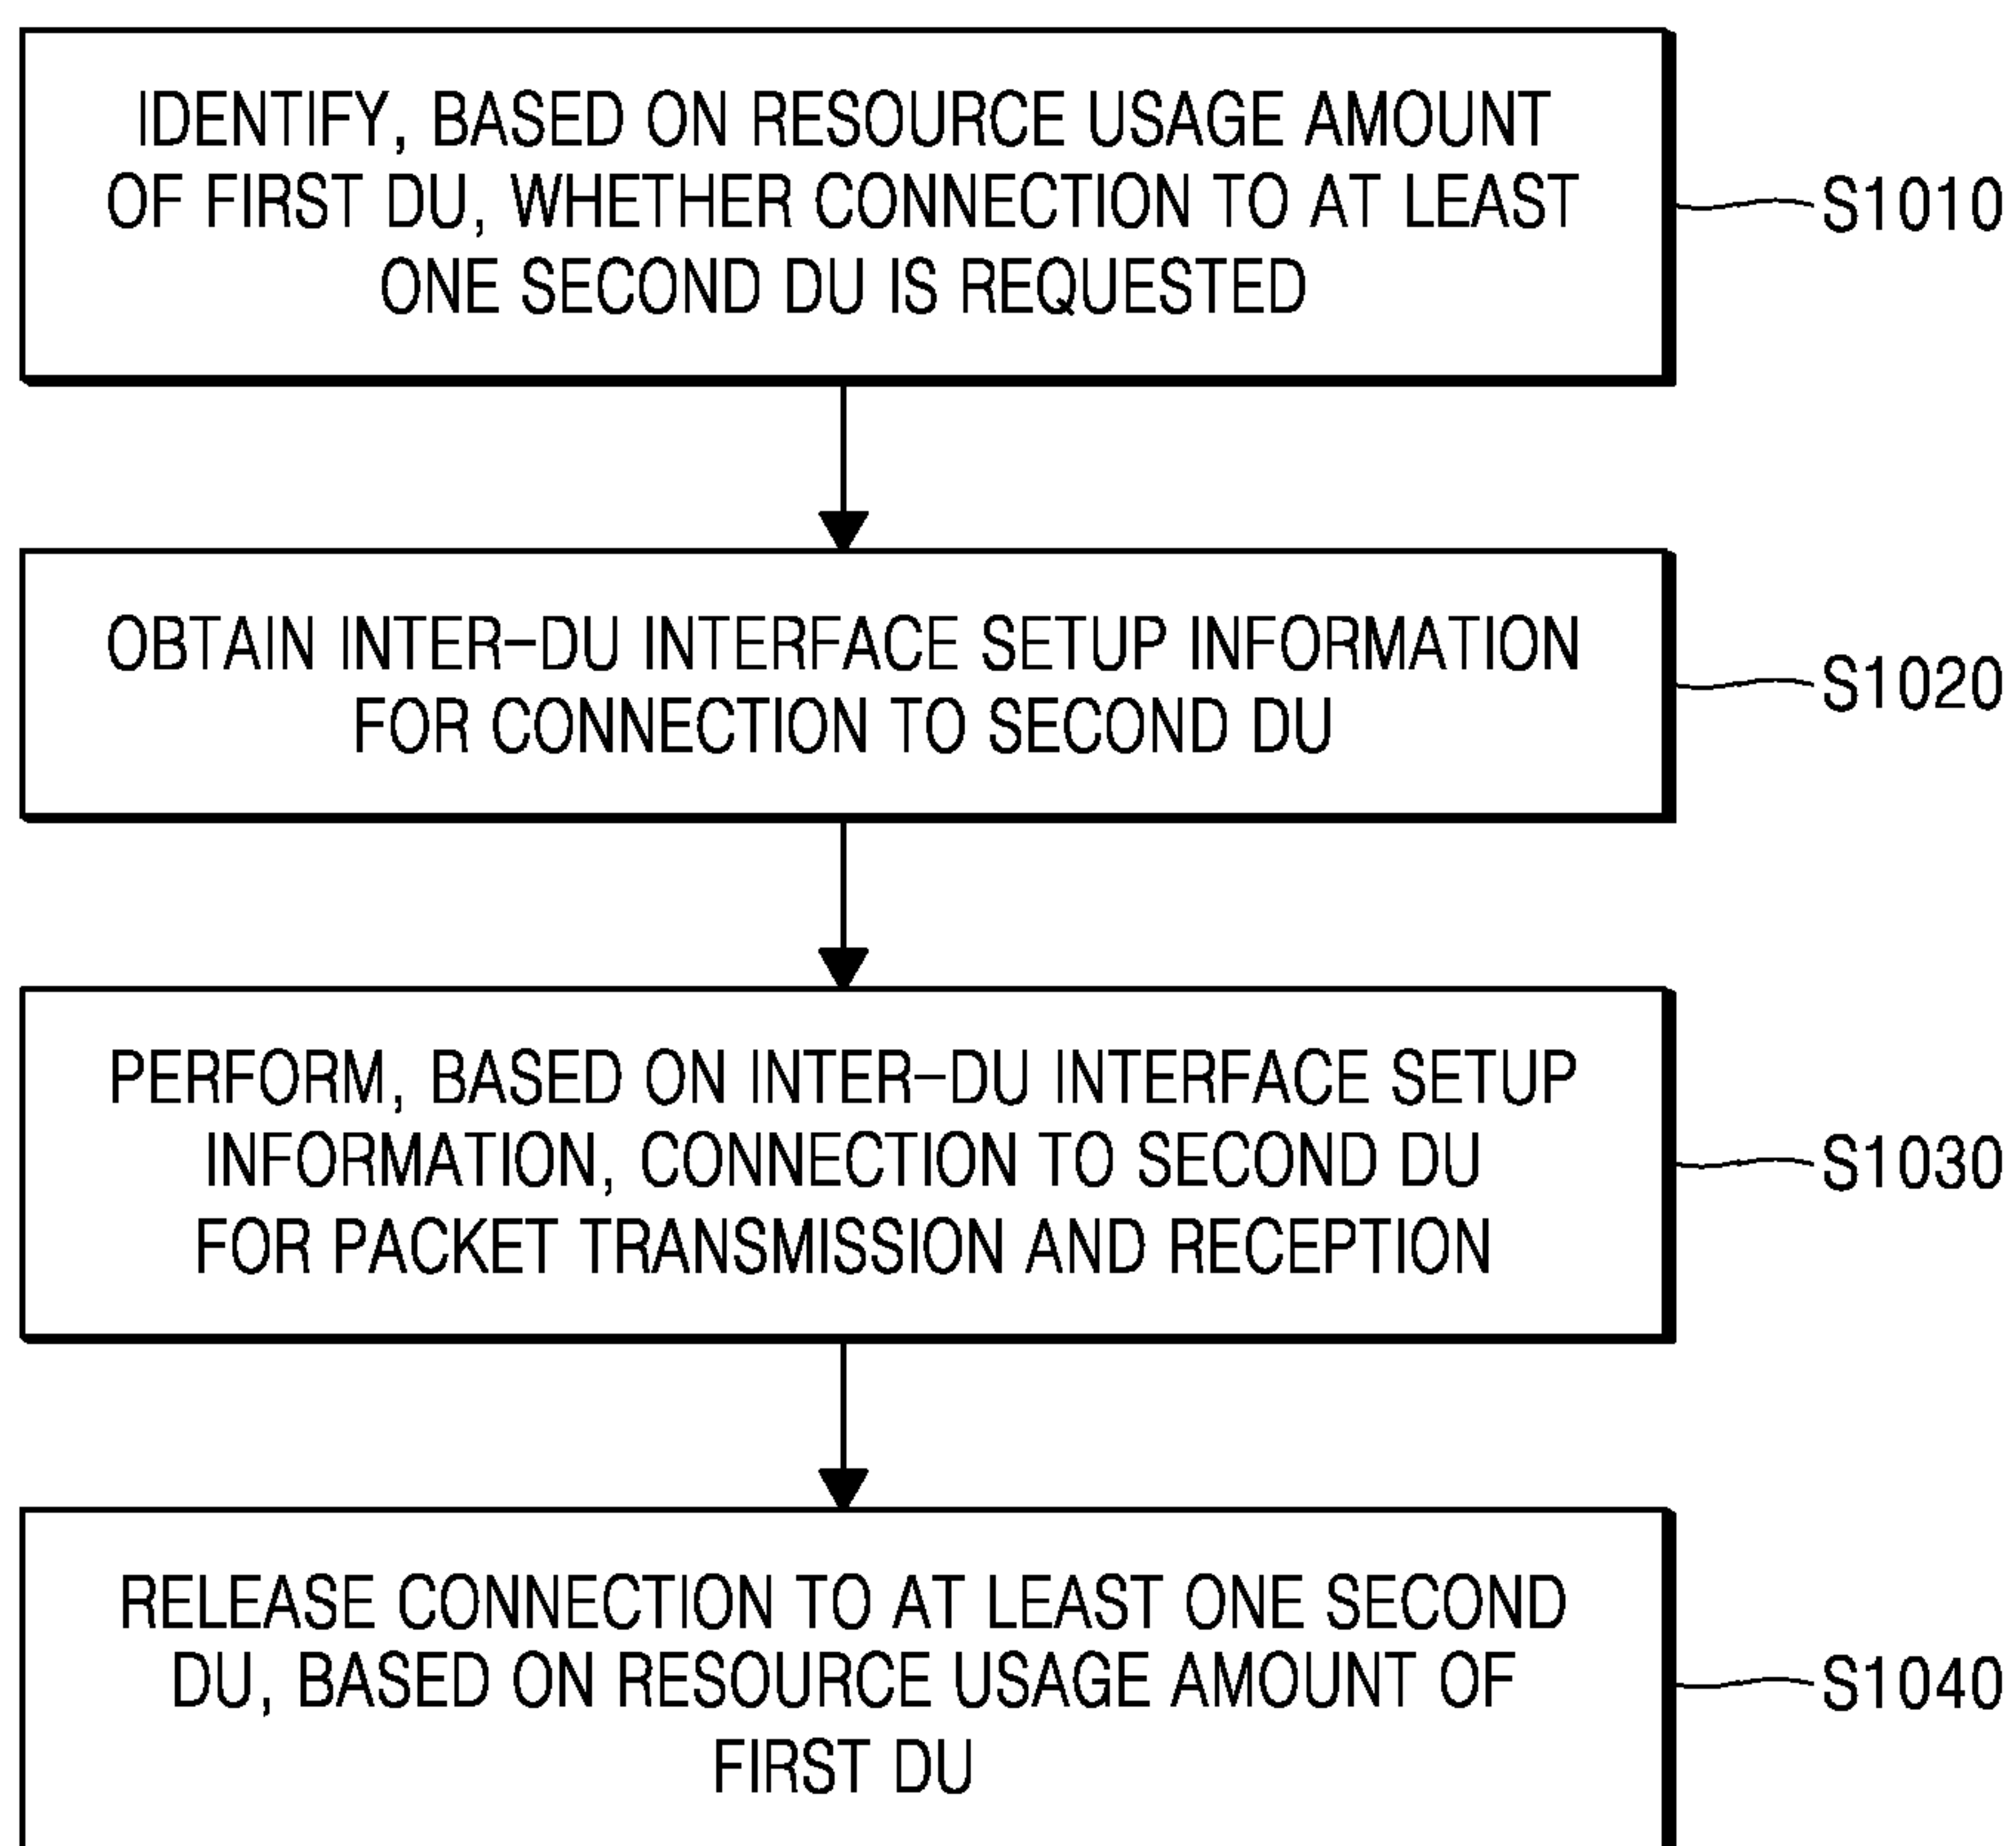 IDENTIFY, BASED ON RESOURCE USAGE AMOUNT
OF FIRST DU, WHETHER CONNECTION TO AT LEAST
ONE SECOND DU IS REQUESTED
S1010
OBTAIN INTER-DU INTERFACE SETUP INFORMATION
FOR CONNECTION TO SECOND DU
S1020
PERFORM, BASED ON INTER-DU INTERFACE SETUP
INFORMATION, CONNECTION TO SECOND DU
FOR PACKET TRANSMISSION AND RECEPTION
S1030
RELEASE CONNECTION TO AT LEAST ONE SECOND
DU, BASED ON RESOURCE USAGE AMOUNT OF
FIRST DU
S1040